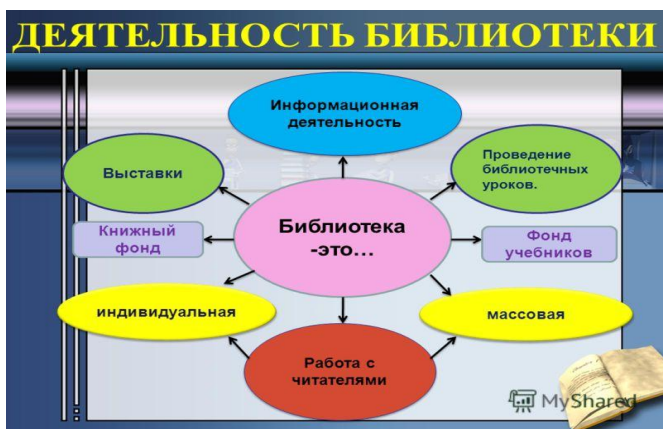 ДЕЯТЕЛЬНОСТЬ БИБЛИОТЕКИ
Информационная
деятельность
Выставки
Проведение
библиотечных
уроков.
Книжный
фонд
Библиотека
-это...
Фонд
учебников
индивидуальная
массовая
Работа с
читателями
MyShared